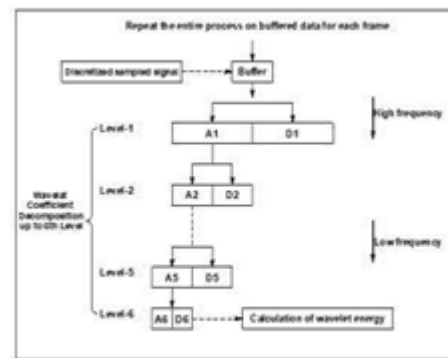 Repeat the entire process on buffered data for each frame
Discretized sampled signal
Buffer
High frequency
Level-1
A1
D1
Level-2
A2
D2
Wavelet
Coefficient
Decomposition
up to 6th Level
Low frequency
Level-5
A5
D5
Level-6
A6
D6
Calculation of wavelet energy